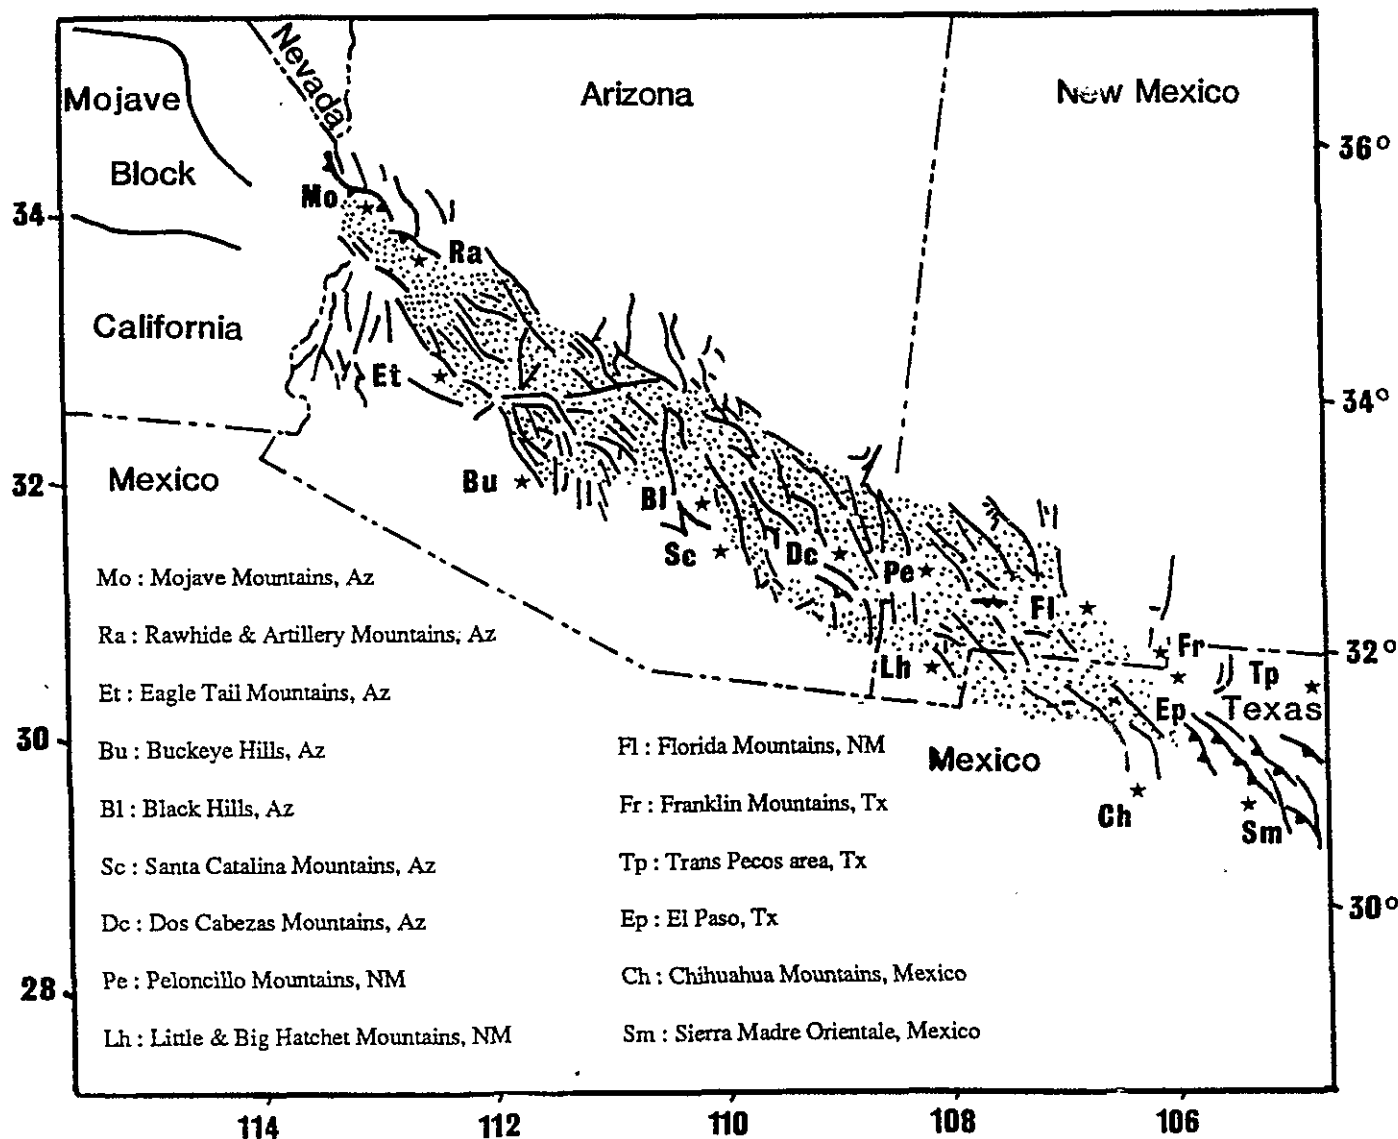 Nevada
Arizona
New Mexico
Mojave
Block
36°
34
Mo
Ra
California
Et
34°
Mexico
32
Bu
Bl
Sc
Dc
Pe
Fl
Lh
Fr
32°
Tp
Ep
Texas
30
Mexico
Ch
Sm
30°
28
Mo : Mojave Mountains, Az
Ra : Rawhide & Artillery Mountains, Az
Et : Eagle Tail Mountains, Az
Bu : Buckeye Hills, Az
Bl : Black Hills, Az
Sc : Santa Catalina Mountains, Az
Dc : Dos Cabezas Mountains, Az
Pe : Peloncillo Mountains, NM
Lh : Little & Big Hatchet Mountains, NM
Fl : Florida Mountains, NM
Fr : Franklin Mountains, Tx
Tp : Trans Pecos area, Tx
Ep : El Paso, Tx
Ch : Chihuahua Mountains, Mexico
Sm : Sierra Madre Orientale, Mexico
114
112
110
108
106